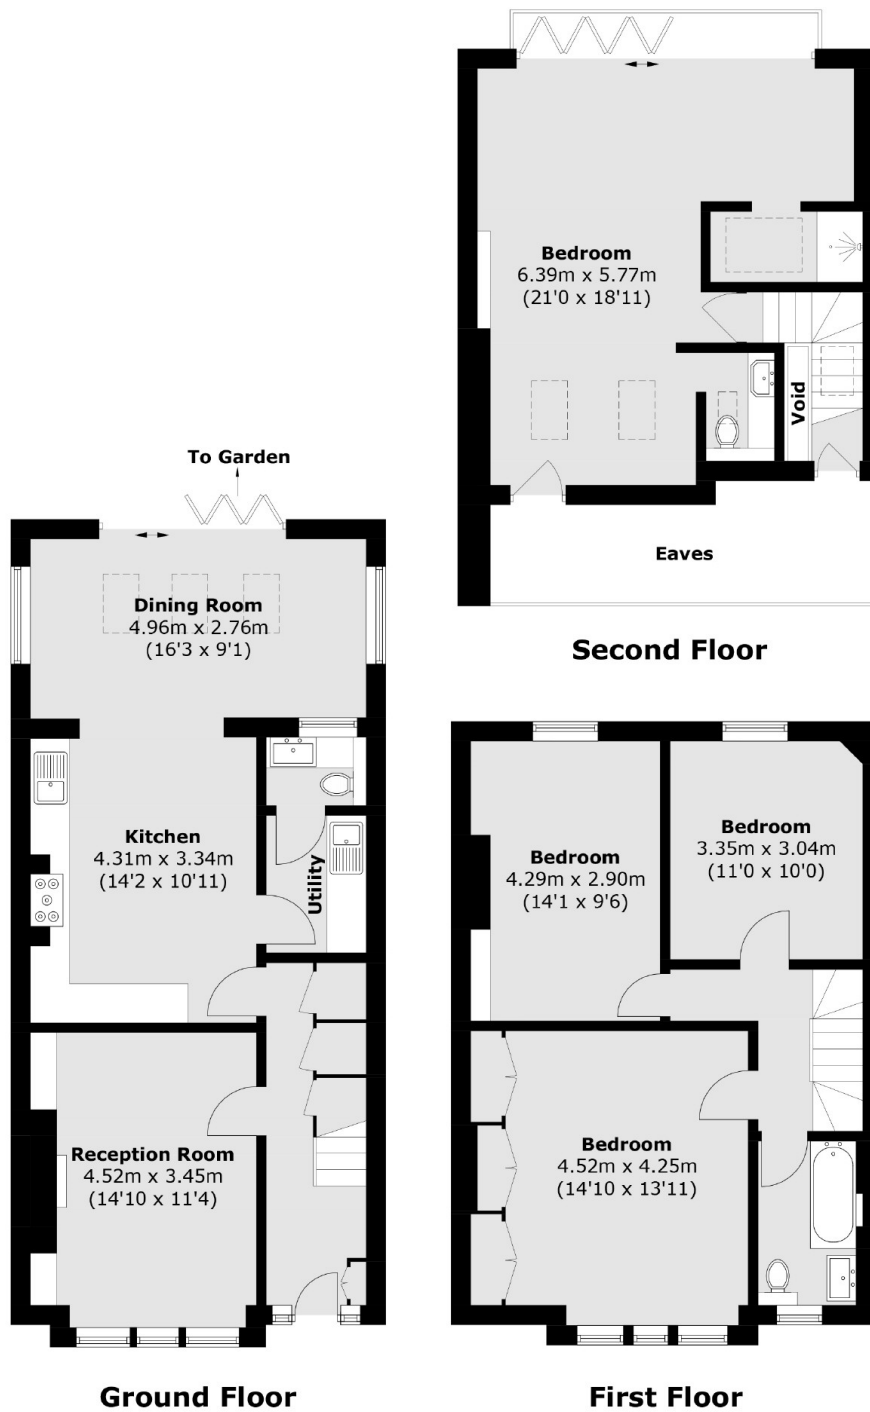 Bedroom
6.39m x 5.77m
(21'0 x 18'11)
Void
Eaves
Second Floor
To Garden
Dining Room
4.96m x 2.76m
(16'3 x 9'1)
Kitchen
4.31m x 3.34m
(14'2 x 10'11)
Utility
Reception Room
4.52m x 3.45m
(14'10 x 11'4)
Ground Floor
Bedroom
4.29m x 2.90m
(14'1 x 9'6)
Bedroom
3.35m x 3.04m
(11'0 x 10'0)
Bedroom
4.52m x 4.25m
(14'10 x 13'11)
First Floor